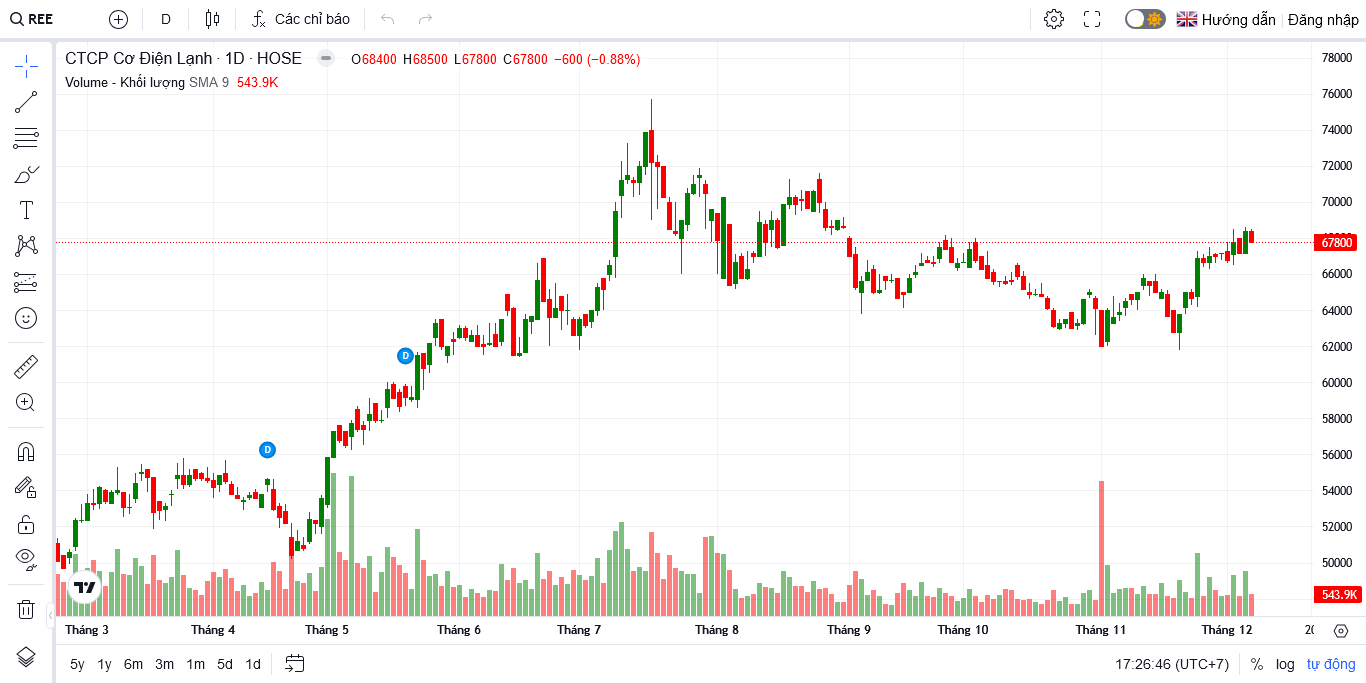 REE D Các chỉ báo Hướng dẫn Đăng nhập
CTCP Cơ Điện Lạnh · 1D · HOSE O68400 H68500 L67800 C67800 −600 (−0.88%)
Volume - Khối lượng SMA 9 543.9K
78000
76000
74000
72000
70000
67800
66000
64000
62000
60000
58000
56000
54000
52000
50000
543.9K
D
D
Tháng 3 Tháng 4 Tháng 5 Tháng 6 Tháng 7 Tháng 8 Tháng 9 Tháng 10 Tháng 11 Tháng 12
5y 1y 6m 3m 1m 5d 1d 17:26:46 (UTC+7) % log tự động